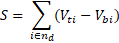 S = ∑_{i∈n_d} (V_{ti} − V_{bi})